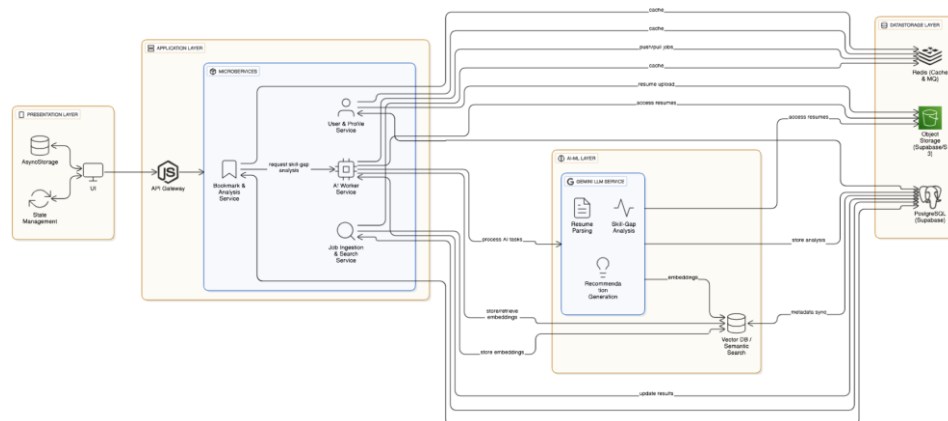 cache
cache
push/pull jobs
cache
resume upload
access resumes
DATASTORAGE LAYER
Redis (Cache
& MQ)
access resumes
Object
Storage
(Supabase/S
3)
PostgreSQL
(Supabase)
APPLICATION LAYER
MICROSERVICES
User & Profile
Service
request skill-gap
analysis
Bookmark &
Analysis
Service
AI Worker
Service
Job Ingestion
& Search
Service
API Gateway
PRESENTATION LAYER
AsyncStorage
UI
State
Management
AI-ML LAYER
GEMINI LLM SERVICE
Resume
Parsing
Skill-Gap
Analysis
Recommenda
tion
Generation
process AI tasks
store analysis
embeddings
store/retrieve
embeddings
metadata sync
Vector DB /
Semantic
Search
store embeddings
update results